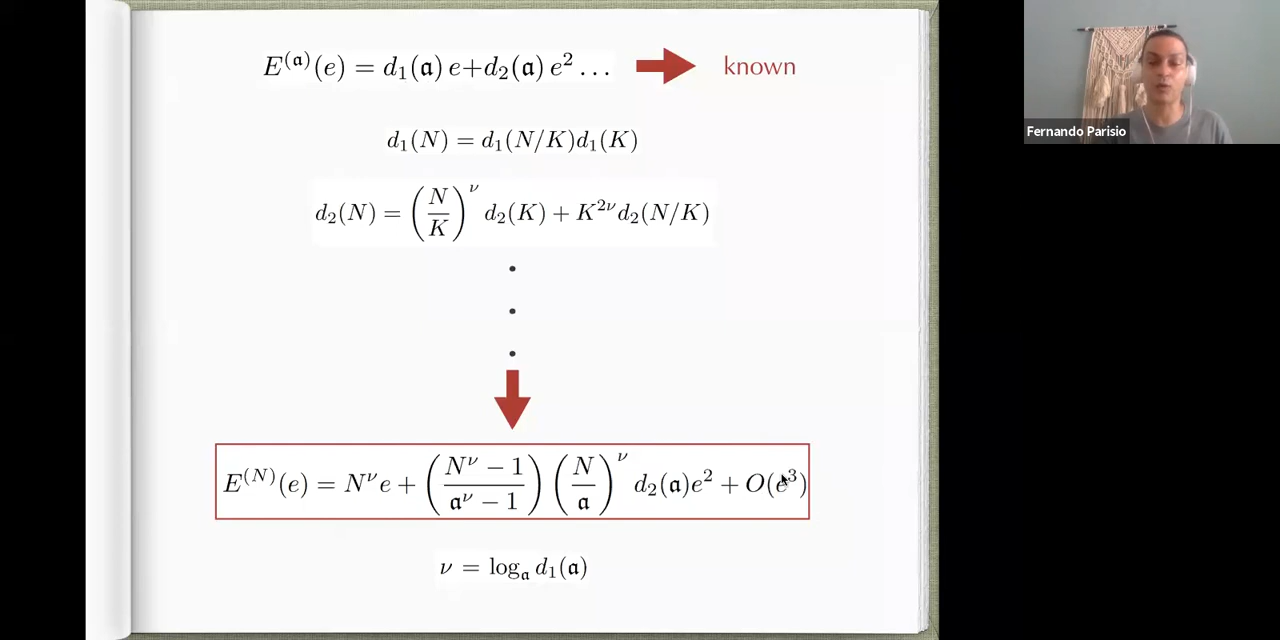 E^{(𝔞)}(e) = d_1(𝔞) e+d_2(𝔞) e^2 ... known
Fernando Parisio
d_1(N) = d_1(N/K)d_1(K)
d_2(N) = (N/K)^ν d_2(K) + K^{2ν}d_2(N/K)
E^{(N)}(e) = N^ν e + ((N^ν − 1)/(𝔞^ν − 1)) (N/𝔞)^ν d_2(𝔞)e^2 + O(e^3)
ν = log_𝔞 d_1(𝔞)